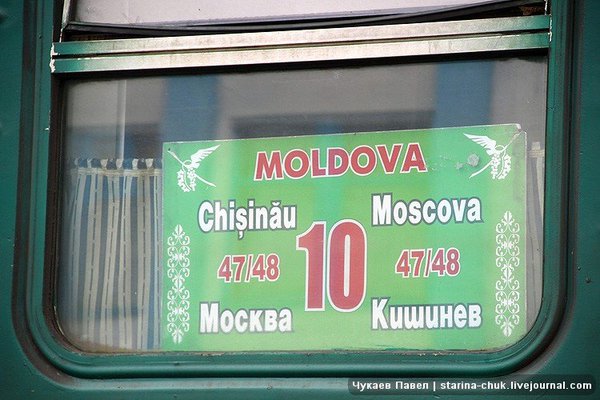 MOLDOVA
Chișinău Moscova
47/48 10 47/48
Москва Кишинев
Чукаев Павел | starina-chuk.livejournal.com